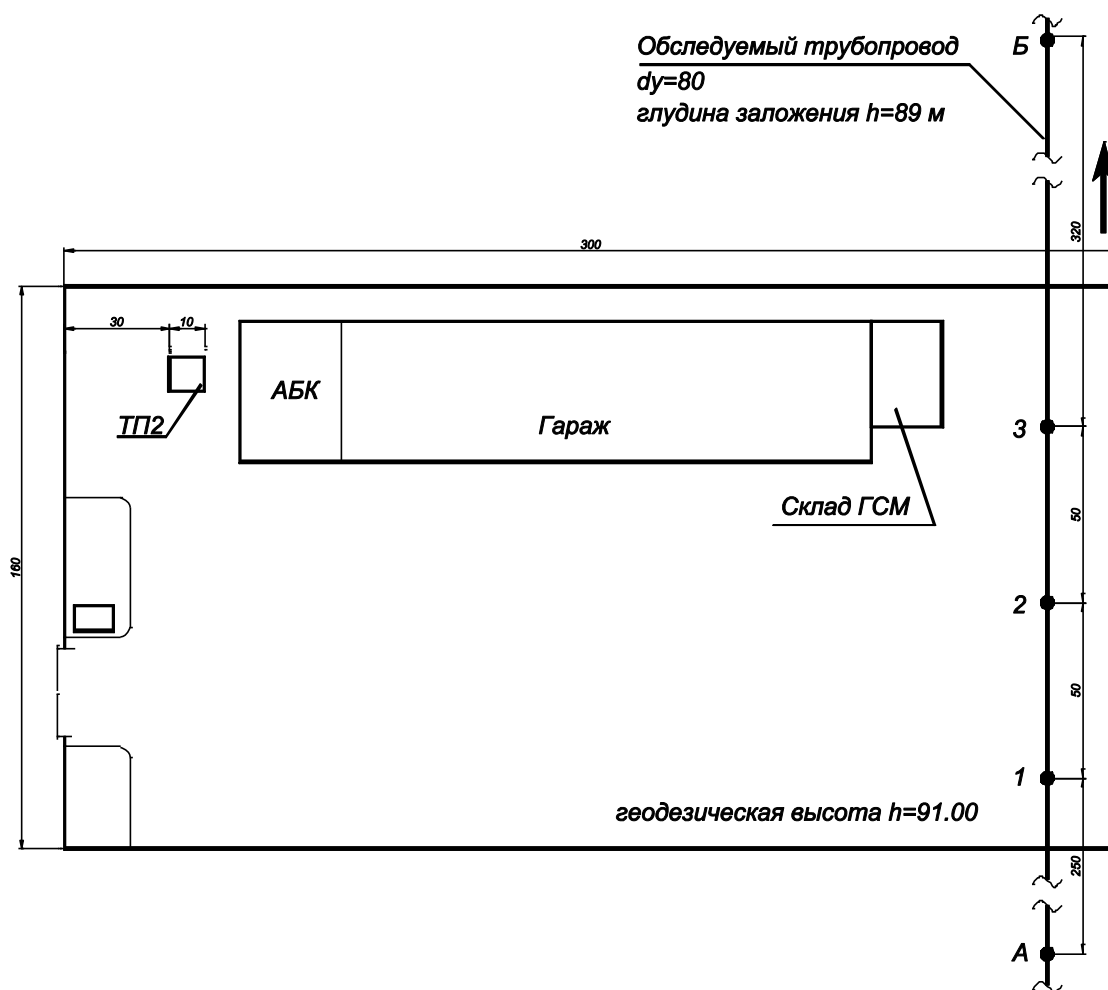 Обследуемый трубопровод
Б
dy=80
глудина заложения h=89 м
320
300
30
10
АБК
ТП2
Гараж
3
Склад ГСМ
50
160
2
50
1
геодезическая высота h=91.00
250
А